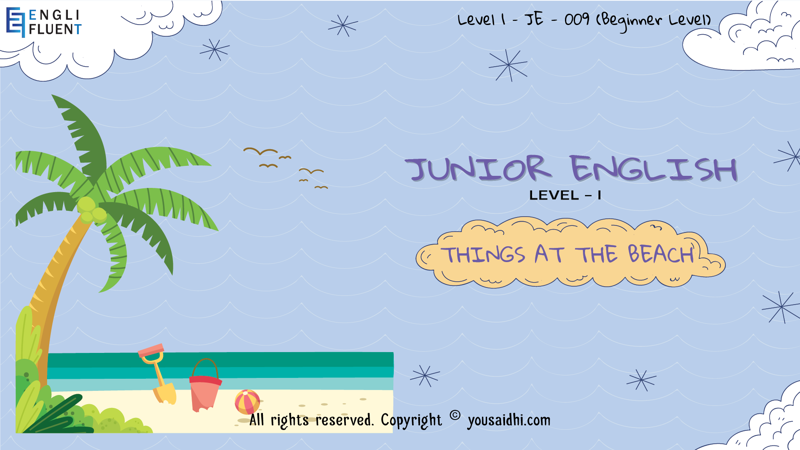 ENGLI
FLUENT
Level 1 - JE - 009 (Beginner Level)
JUNIOR ENGLISH
LEVEL - 1
THINGS AT THE BEACH
All rights reserved. Copyright © yousaidhi.com